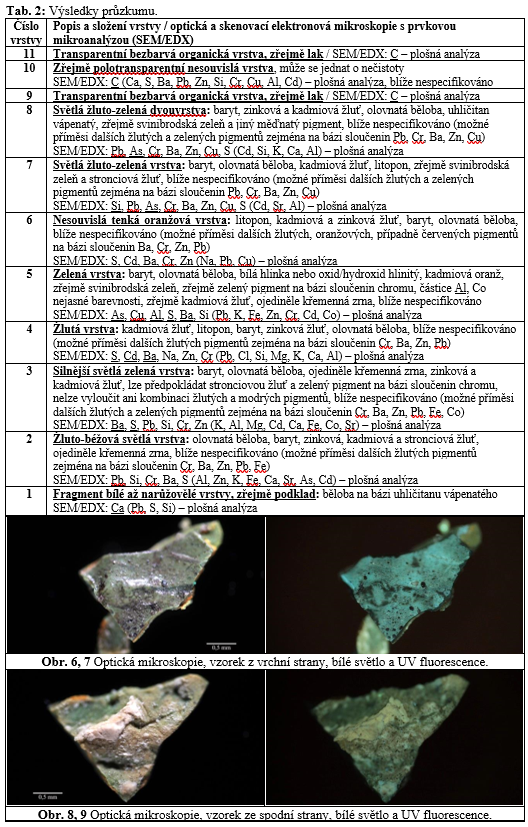 Tab. 2: Výsledky průzkumu.
Číslo vrstvy
Popis a složení vrstvy / optická a skenovací elektronová mikroskopie s prvkovou
mikroanalýzou (SEM/EDX)
11
Transparentní bezbarvá organická vrstva, zřejmě lak / SEM/EDX: C – plošná analýza
10
Zřejmě polotransparentní nesouvislá vrstva, může se jednat o nečistoty
SEM/EDX: C (Ca, S, Ba, Pb, Zn, Si, Cr, Cu, Al, Cd) – plošná analýza, blíže nespecifikováno
9
Transparentní bezbarvá organická vrstva, zřejmě lak / SEM/EDX: C – plošná analýza
8
Světlá žluto-zelená dvouvrstva: baryt, zinková a kadmiová žluť, olovnatá běloba, uhličitan
vápenatý, zřejmě svinibrodská zeleň a jiný měďnatý pigment, blíže nespecifikováno (možné
příměsi dalších žlutých a zelených pigmentů zejména na bázi sloučenin Pb, Cr, Ba, Zn, Cu)
SEM/EDX: Pb, As, Cr, Ba, Zn, Cu, S (Cd, Si, K, Ca, Al) – plošná analýza
7
Světlá žluto-zelená vrstva: baryt, olovnatá běloba, kadmiová žluť, litopon, zřejmě svinibrodská
zeleň a stronciová žluť, blíže nespecifikováno (možné příměsi dalších žlutých a zelených
pigmentů zejména na bázi sloučenin Pb, Cr, Ba, Zn, Cu)
SEM/EDX: Si, Pb, As, Cr, Ba, Zn, Cu, S (Cd, Sr, Al) – plošná analýza
6
Nesouvislá tenká oranžová vrstva: litopon, kadmiová a zinková žluť, baryt, olovnatá běloba,
blíže nespecifikováno (možné příměsi dalších žlutých, oranžových, případně červených pigmentů
na bázi sloučenin Ba, Cr, Zn, Pb)
SEM/EDX: S, Cd, Ba, Cr, Zn (Na, Pb, Cu) – plošná analýza
5
Zelená vrstva: baryt, olovnatá běloba, bílá hlinka nebo oxid/hydroxid hlinitý, kadmiová oranž,
zřejmě svinibrodská zeleň, zřejmě zelený pigment na bázi sloučenin chromu, částice Al, Co
nejasné barevnosti, zřejmě kadmiová žluť, ojediněle křemenná zrna, blíže nespecifikováno
SEM/EDX: As, Cu, Al, S, Ba, Si (Pb, K, Fe, Zn, Cr, Cd, Co) – plošná analýza
4
Žlutá vrstva: kadmiová žluť, litopon, baryt, zinková žluť, olovnatá běloba, blíže nespecifikováno
(možné příměsi dalších žlutých pigmentů zejména na bázi sloučenin Cr, Ba, Zn, Pb)
SEM/EDX: S, Cd, Ba, Na, Zn, Cr (Pb, Cl, Si, Mg, K, Ca, Al) – plošná analýza
3
Silnější světlá zelená vrstva: baryt, olovnatá běloba, ojediněle křemenná zrna, zinková a
kadmiová žluť, lze předpokládat stronciovou žluť a zelený pigment na bázi sloučenin chromu,
nelze vyloučit ani kombinaci žlutých a modrých pigmentů, blíže nespecifikováno (možné příměsi
dalších žlutých a zelených pigmentů zejména na bázi sloučenin Cr, Ba, Zn, Pb, Fe, Co)
SEM/EDX: Ba, S, Pb, Si, Cr, Zn (K, Al, Mg, Cd, Ca, Fe, Co, Sr) – plošná analýza
2
Žluto-béžová světlá vrstva: olovnatá běloba, baryt, zinková, kadmiová a stronciová žluť,
ojediněle křemenná zrna, blíže nespecifikováno (možné příměsi dalších žlutých pigmentů
zejména na bázi sloučenin Cr, Ba, Zn, Pb, Fe)
SEM/EDX: Pb, Si, Cr, Ba, S (Al, Zn, K, Fe, Ca, Sr, As, Cd) – plošná analýza
1
Fragment bílé až narůžovělé vrstvy, zřejmě podklad: běloba na bázi uhličitanu vápenatého
SEM/EDX: Ca (Pb, S, Si) – plošná analýza
0,5 mm
Obr. 6, 7 Optická mikroskopie, vzorek z vrchní strany, bílé světlo a UV fluorescence.
0,5 mm
Obr. 8, 9 Optická mikroskopie, vzorek ze spodní strany, bílé světlo a UV fluorescence.